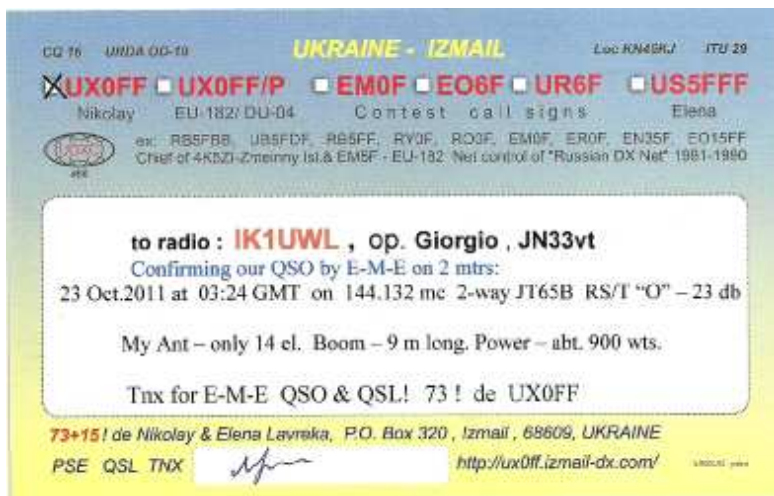 CQ 16 URDA OD-10 UKRAINE - IZMAIL Loc KN45KJ ITU 29
UX0FF UX0FF/P EM0F EO6F UR6F US5FFF
Nikolay EU-182/ DU-04 Contest call signs Elena
ex: RB5FBB, UB5FDF, RB5FF, RY0F, RO3F, EM0F, ER0F, EN35F, EO15FF
Chief of 4K5ZI-Zmeinny Isl.& EM5F - EU-182 Net control of "Russian DX Net" 1981-1990
to radio : IK1UWL , op. Giorgio , JN33vt
Confirming our QSO by E-M-E on 2 mtrs:
23 Oct.2011 at 03:24 GMT on 144.132 mc 2-way JT65B RS/T “O” – 23 db
My Ant – only 14 el. Boom – 9 m long. Power – abt. 900 wts.
Tnx for E-M-E QSO & QSL! 73 ! de UX0FF
73+15! de Nikolay & Elena Lavreka, P.O. Box 320 , Izmail , 68609, UKRAINE
PSE QSL TNX http://ux0ff.izmail-dx.com/